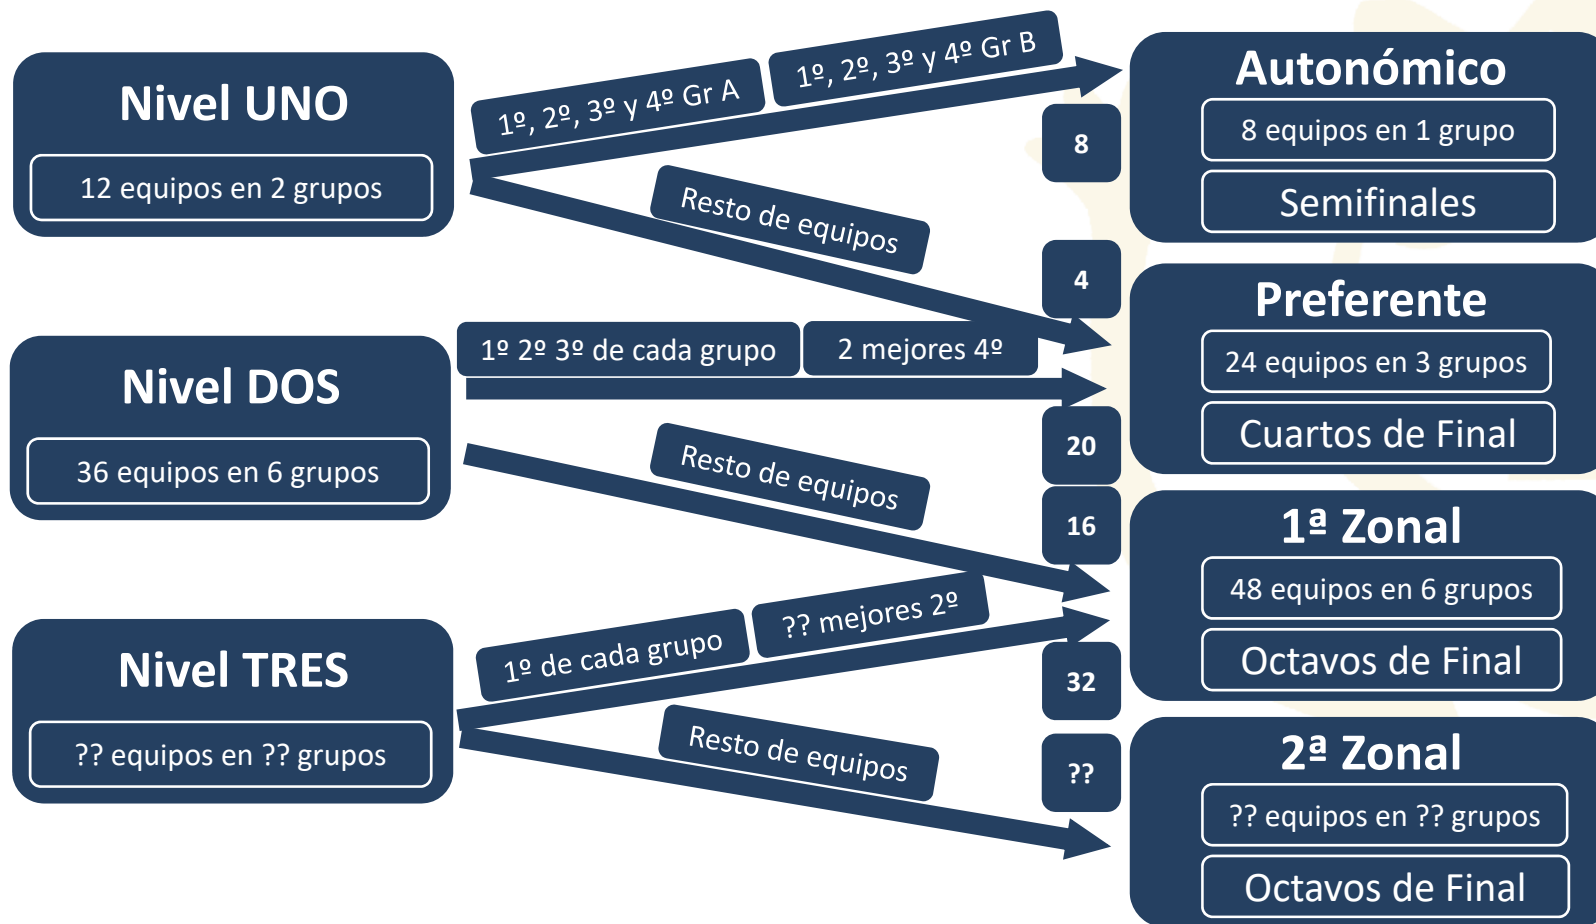 Nivel UNO
12 equipos en 2 grupos
1º, 2º, 3º y 4º Gr A
1º, 2º, 3º y 4º Gr B
Resto de equipos
8
4
Autonómico
8 equipos en 1 grupo
Semifinales
Nivel DOS
36 equipos en 6 grupos
1º 2º 3º de cada grupo
2 mejores 4º
Resto de equipos
20
16
Preferente
24 equipos en 3 grupos
Cuartos de Final
Nivel TRES
?? equipos en ?? grupos
1º de cada grupo
?? mejores 2º
Resto de equipos
32
??
1ª Zonal
48 equipos en 6 grupos
Octavos de Final
2ª Zonal
?? equipos en ?? grupos
Octavos de Final